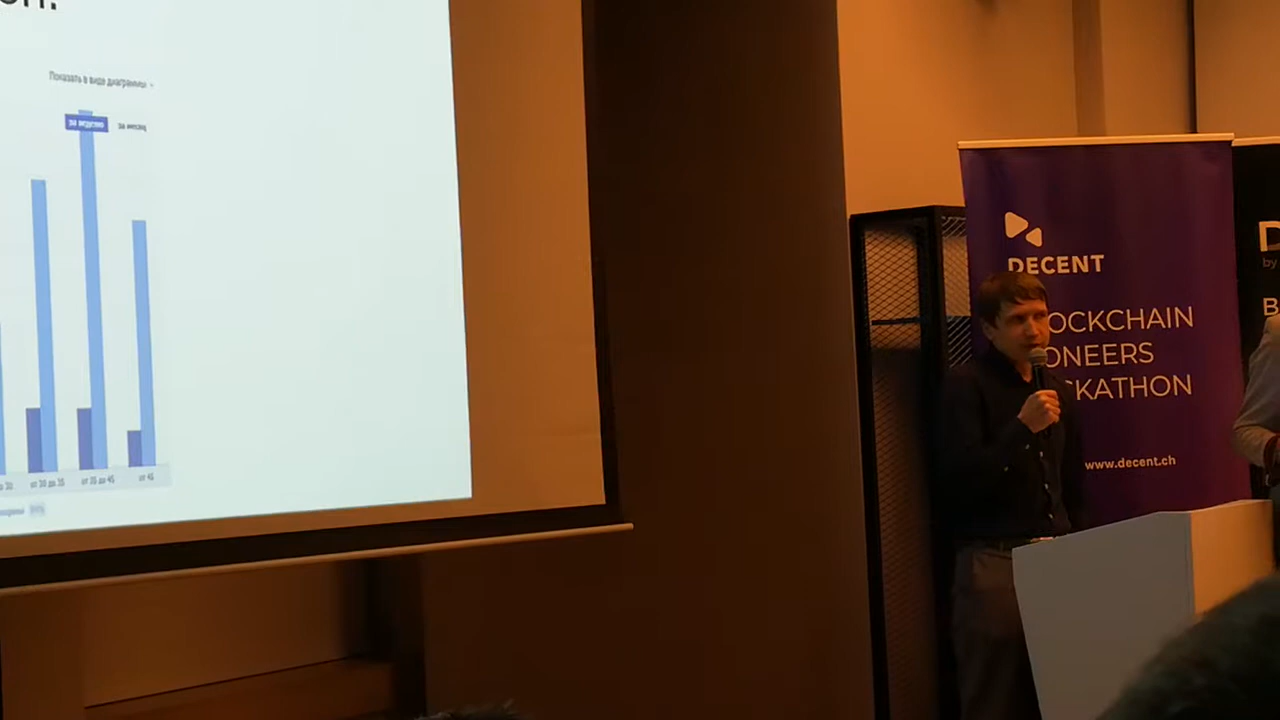 Показать в виде диаграммы
за неделю за месяц
от 30 до 35 от 35 до 45 от 45
DECENT
OCKCHAIN
ONEERS
CKATHON
www.decent.ch
D
by
B